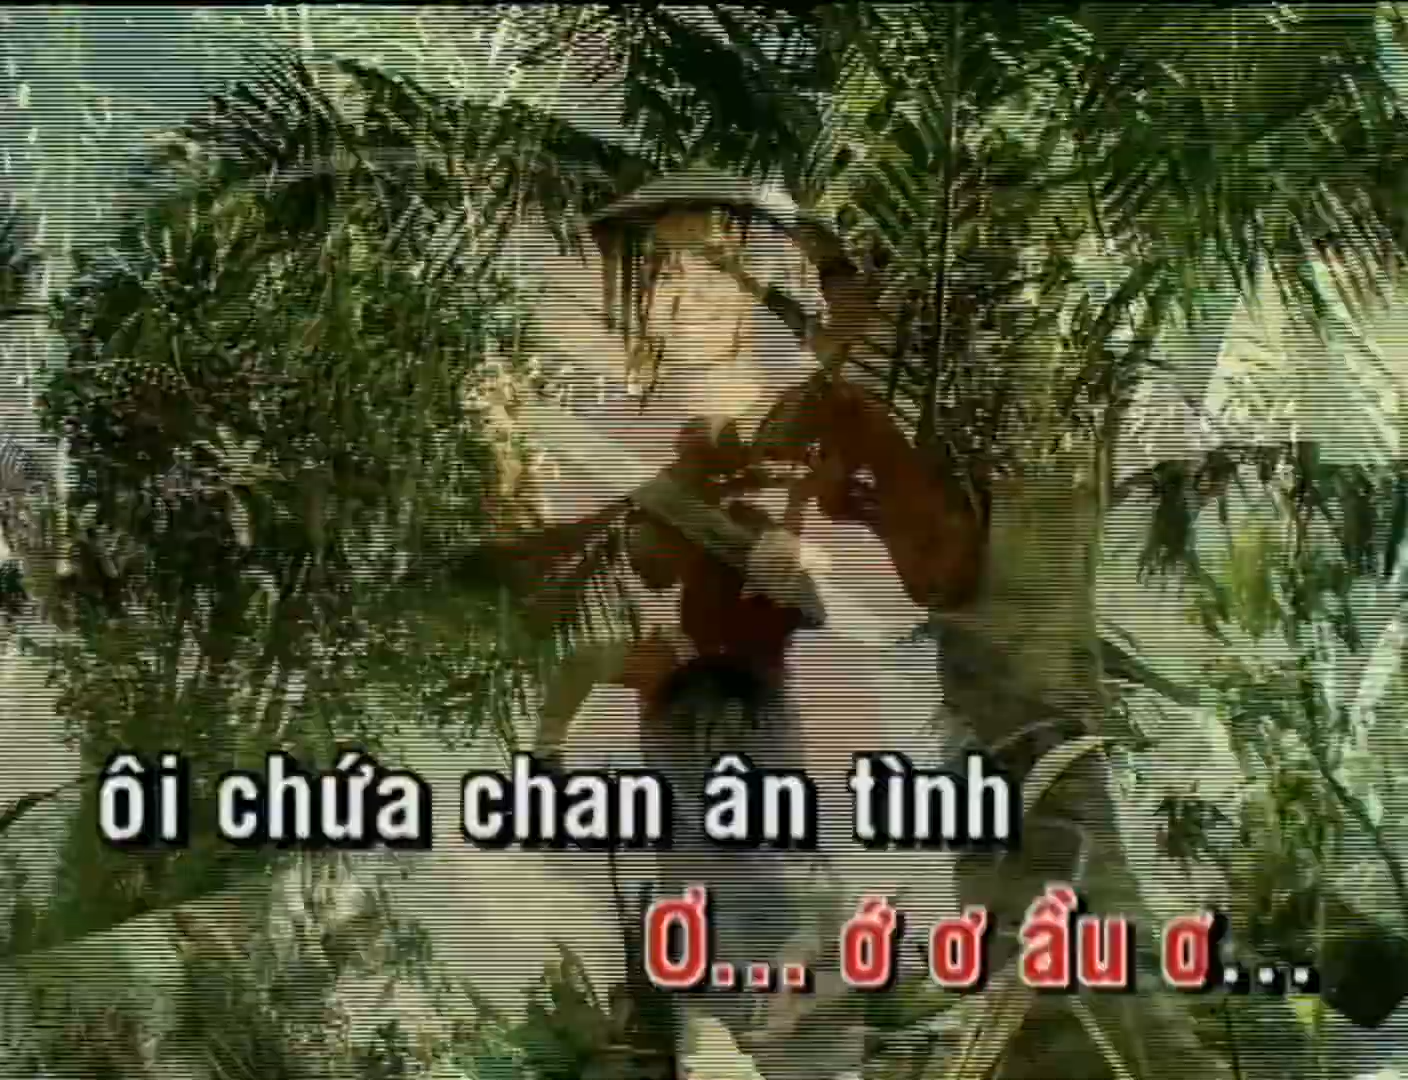 ôi chứa chan ân tình
Ơ... ớ ơ ầu ơ...